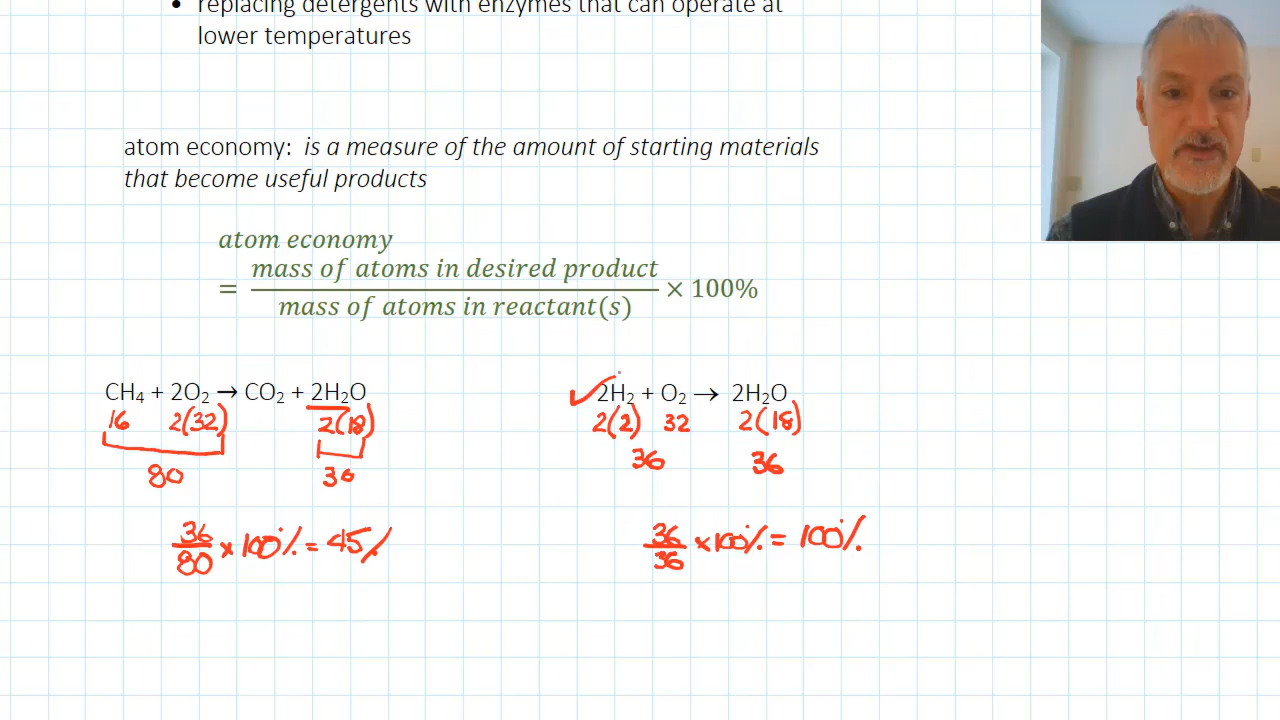 replacing detergents with enzymes that can operate at
lower temperatures
atom economy: is a measure of the amount of starting materials
that become useful products
atom economy
= mass of atoms in desired product / mass of atoms in reactant(s) × 100%
CH₄ + 2O₂ → CO₂ + 2H₂O
16 2(32) 2(18)
80 36
36/80 × 100% = 45%
2H₂ + O₂ → 2H₂O
2(2) 32 2(18)
36 36
36/36 × 100% = 100%